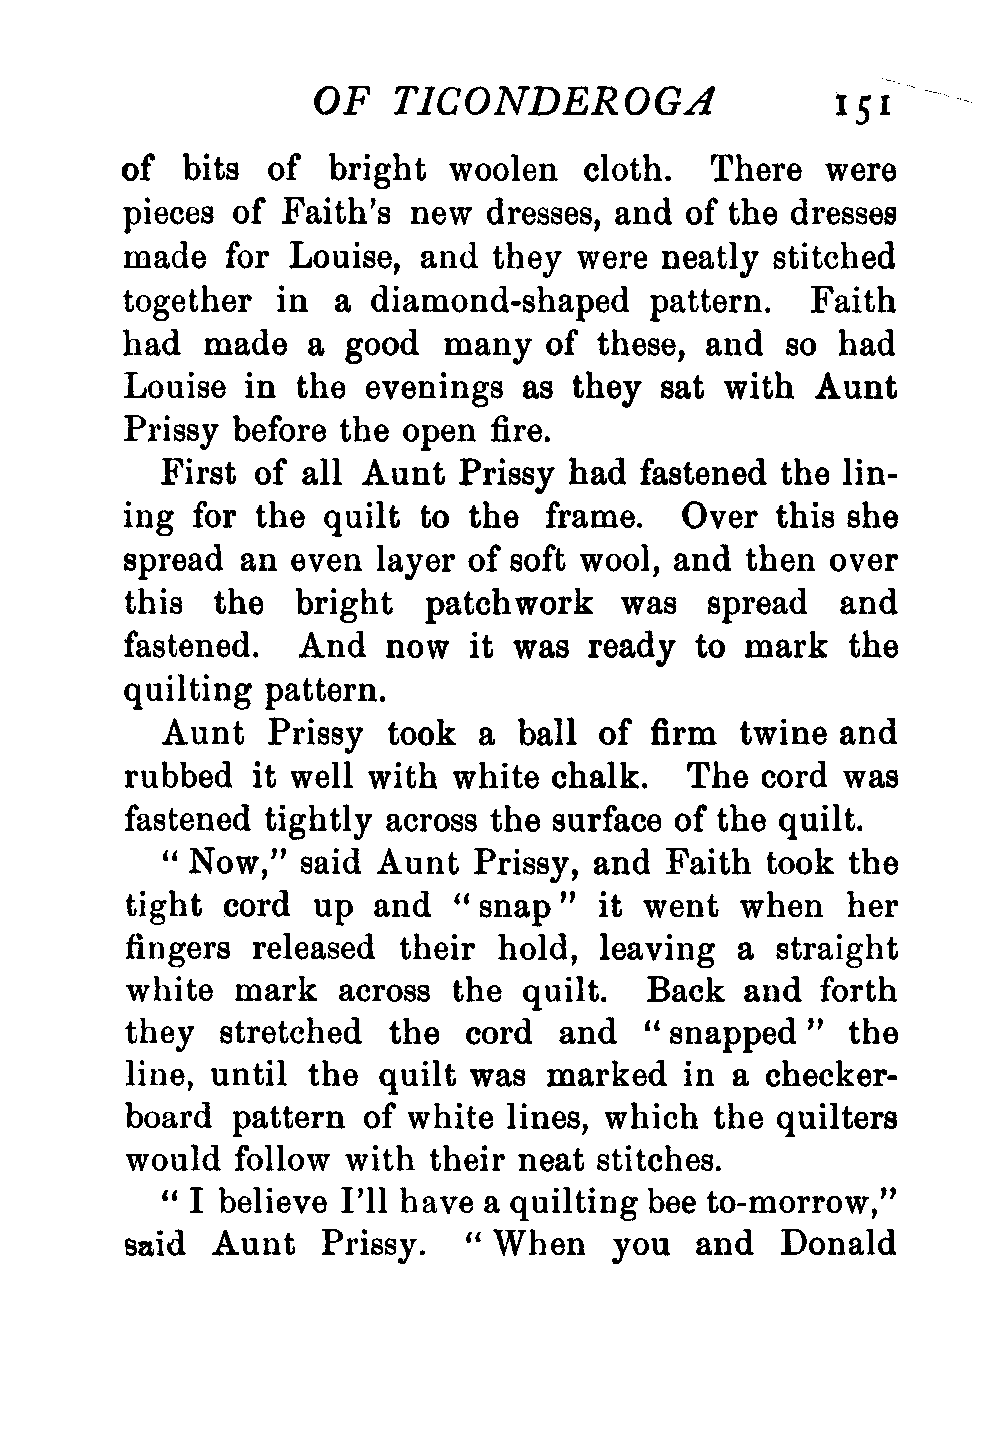 OF TICONDEROGA 151
of bits of bright woolen cloth. There were
pieces of Faith's new dresses, and of the dresses
made for Louise, and they were neatly stitched
together in a diamond-shaped pattern. Faith
had made a good many of these, and so had
Louise in the evenings as they sat with Aunt
Prissy before the open fire.
First of all Aunt Prissy had fastened the lin-
ing for the quilt to the frame. Over this she
spread an even layer of soft wool, and then over
this the bright patchwork was spread and
fastened. And now it was ready to mark the
quilting pattern.
Aunt Prissy took a ball of firm twine and
rubbed it well with white chalk. The cord was
fastened tightly across the surface of the quilt.
" Now," said Aunt Prissy, and Faith took the
tight cord up and " snap " it went when her
fingers released their hold, leaving a straight
white mark across the quilt. Back and forth
they stretched the cord and " snapped " the
line, until the quilt was marked in a checker-
board pattern of white lines, which the quilters
would follow with their neat stitches.
" I believe I'll have a quilting bee to-morrow,"
said Aunt Prissy. " When you and Donald